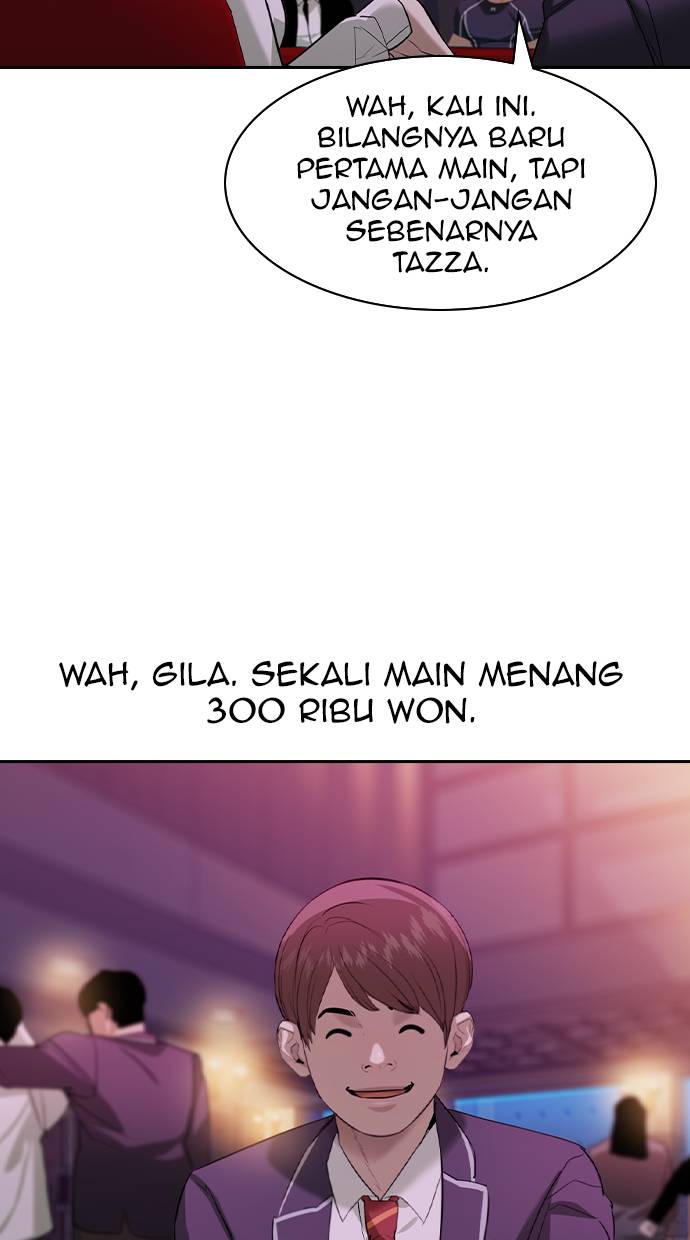 WAH, KAU INI.
BILANGNYA BARU
PERTAMA MAIN, TAPI
JANGAN-JANGAN
SEBENARNYA
TAZZA.
WAH, GILA. SEKALI MAIN MENANG
300 RIBU WON.